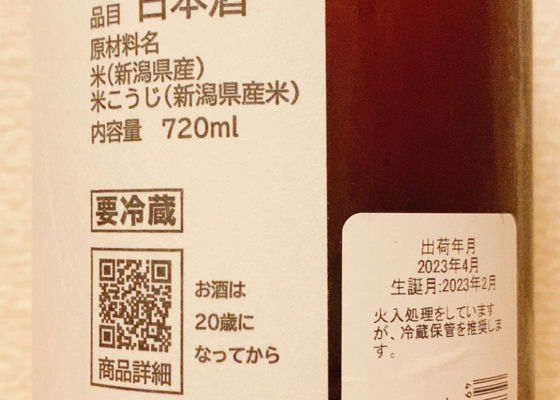 品目 日本酒
原材料名
米(新潟県産)
米こうじ(新潟県産米)
内容量 720ml
要冷蔵
お酒は
20歳に
なってから
商品詳細
出荷年月
2023年4月
生誕月:2023年2月
火入処理をしています
が、冷蔵保管を推奨しま
す。
49